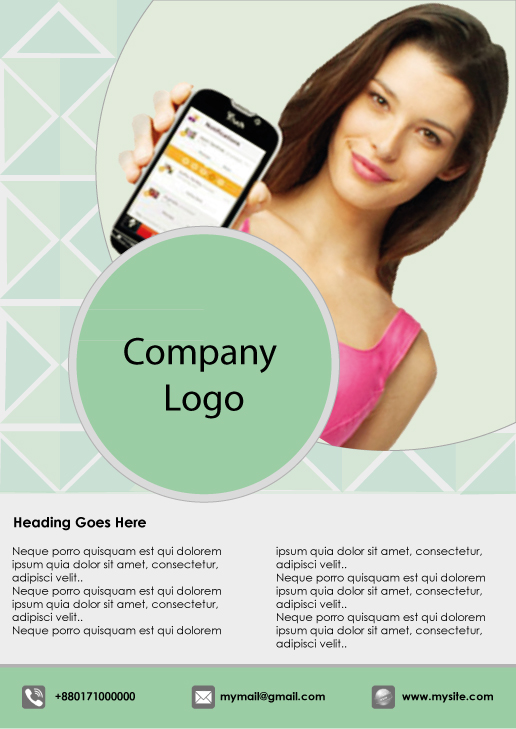 Notifications
Company
Logo
Heading Goes Here
Neque porro quisquam est qui dolorem
ipsum quia dolor sit amet, consectetur,
adipisci velit..
Neque porro quisquam est qui dolorem
ipsum quia dolor sit amet, consectetur,
adipisci velit..
Neque porro quisquam est qui dolorem
ipsum quia dolor sit amet, consectetur,
adipisci velit..
Neque porro quisquam est qui dolorem
ipsum quia dolor sit amet, consectetur,
adipisci velit..
Neque porro quisquam est qui dolorem
ipsum quia dolor sit amet, consectetur,
adipisci velit..
+880171000000
mymail@gmail.com
www.mysite.com